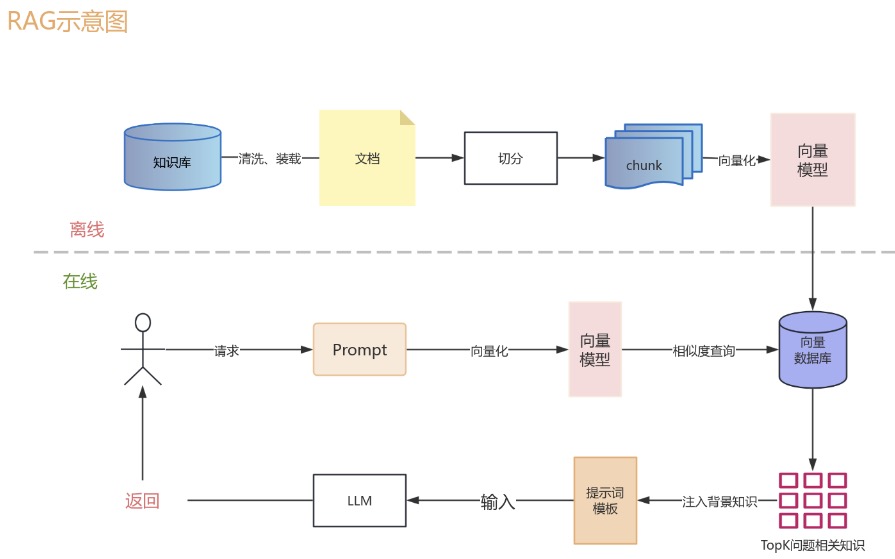 RAG示意图
知识库
清洗、装载
文档
切分
chunk
向量化
向量
模型
离线
在线
请求
Prompt
向量化
向量
模型
相似度查询
向量
数据库
返回
LLM
输入
提示词
模板
注入背景知识
TopK问题相关知识